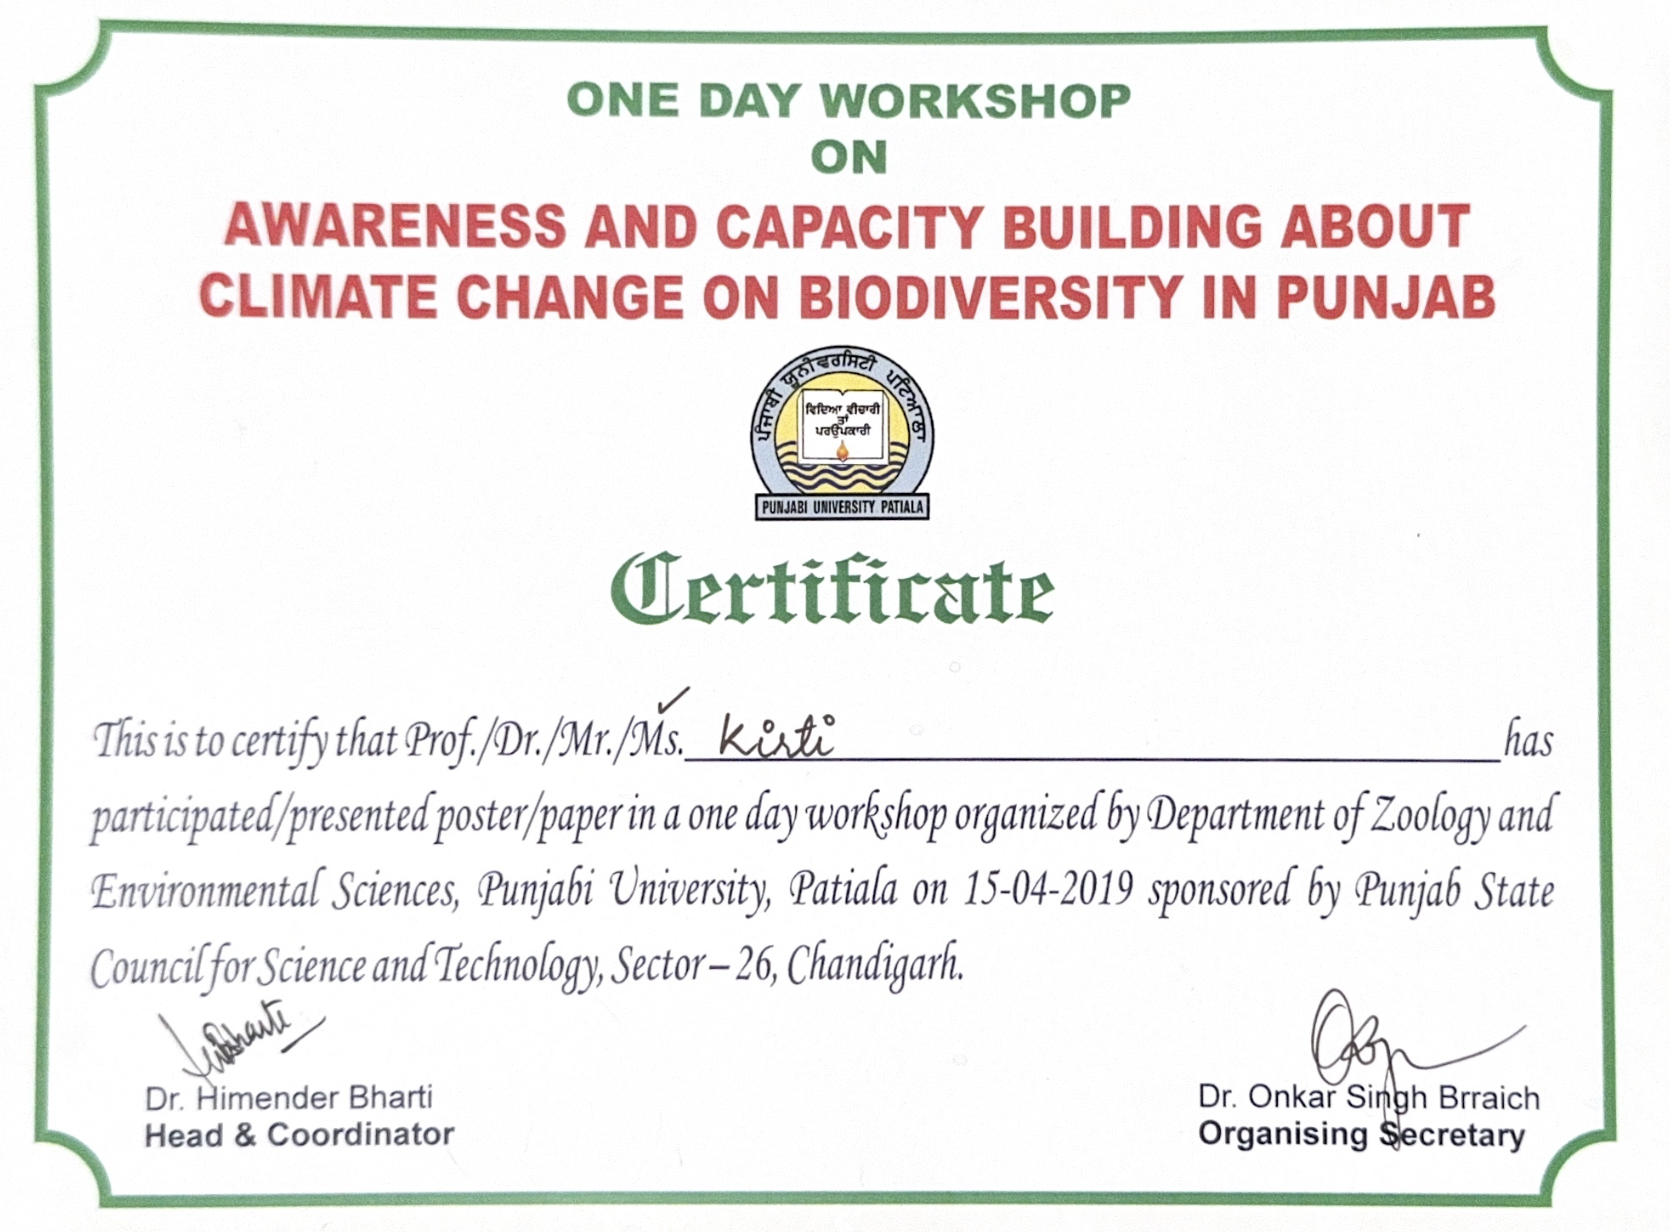 ONE DAY WORKSHOP
ON
AWARENESS AND CAPACITY BUILDING ABOUT
CLIMATE CHANGE ON BIODIVERSITY IN PUNJAB
ਪੰਜਾਬੀ ਯੂਨੀਵਰਸਿਟੀ ਪਟਿਆਲਾ
ਵਿਦਿਆ ਵੀਚਾਰੀ
ਤਾਂ
ਪਰਉਪਕਾਰੀ
PUNJABI UNIVERSITY PATIALA
Certificate
This is to certify that Prof./Dr./Mr./Ms. Kirti has
participated/presented poster/paper in a one day workshop organized by Department of Zoology and
Environmental Sciences, Punjabi University, Patiala on 15-04-2019 sponsored by Punjab State
Council for Science and Technology, Sector – 26, Chandigarh.
Dr. Himender Bharti
Head & Coordinator
Dr. Onkar Singh Brraich
Organising Secretary